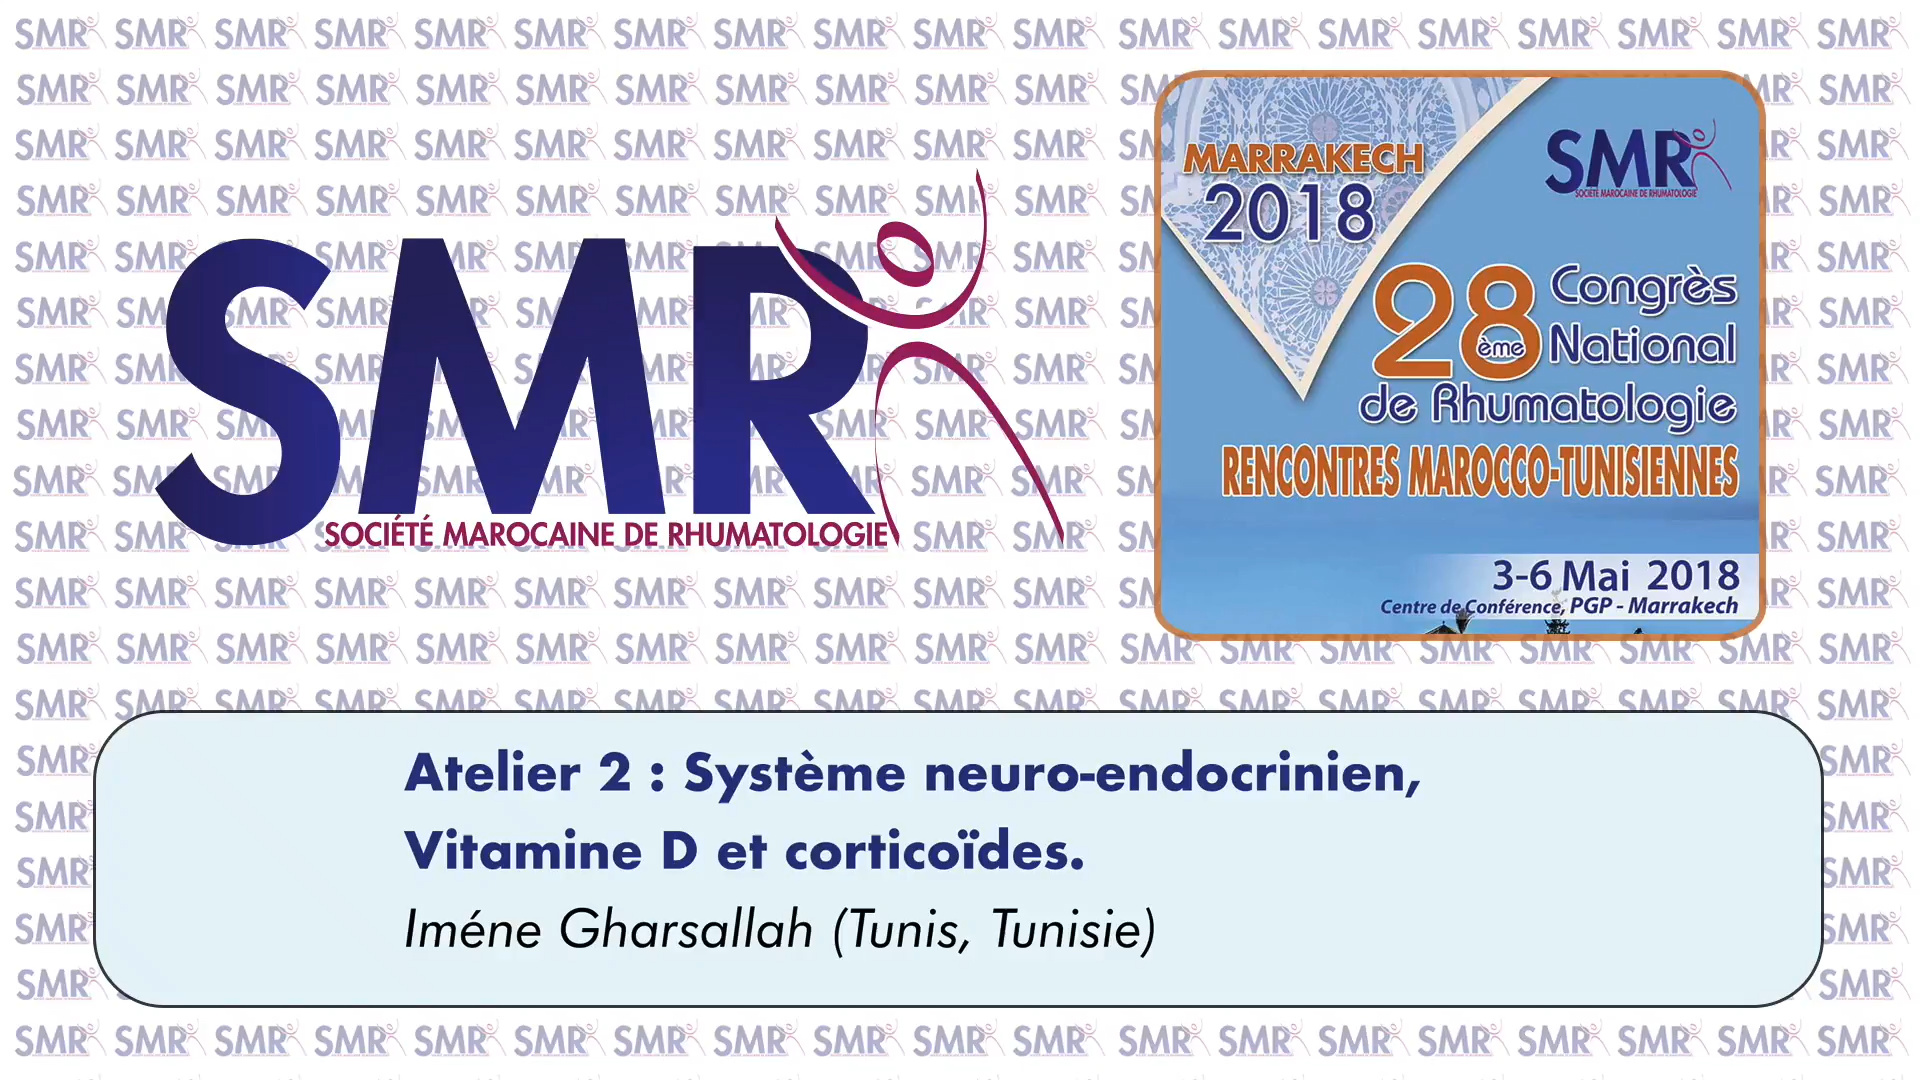 SMR
SOCIÉTÉ MAROCAINE DE RHUMATOLOGIE
MARRAKECH
2018
SMR
SOCIÉTÉ MAROCAINE DE RHUMATOLOGIE
28ème Congrès
National
de Rhumatologie
RENCONTRES MAROCCO-TUNISIENNES
3-6 Mai 2018
Centre de Conférence, PGP - Marrakech
Atelier 2 : Système neuro-endocrinien,
Vitamine D et corticoïdes.
Iméne Gharsallah (Tunis, Tunisie)